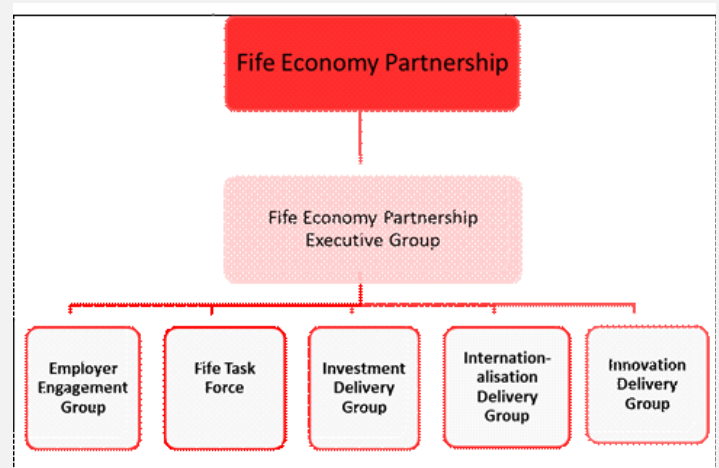 Fife Economy Partnership
Fife Economy Partnership
Executive Group
Employer
Engagement
Group
Fife Task
Force
Investment
Delivery
Group
Internation-
alisation
Delivery
Group
Innovation
Delivery
Group